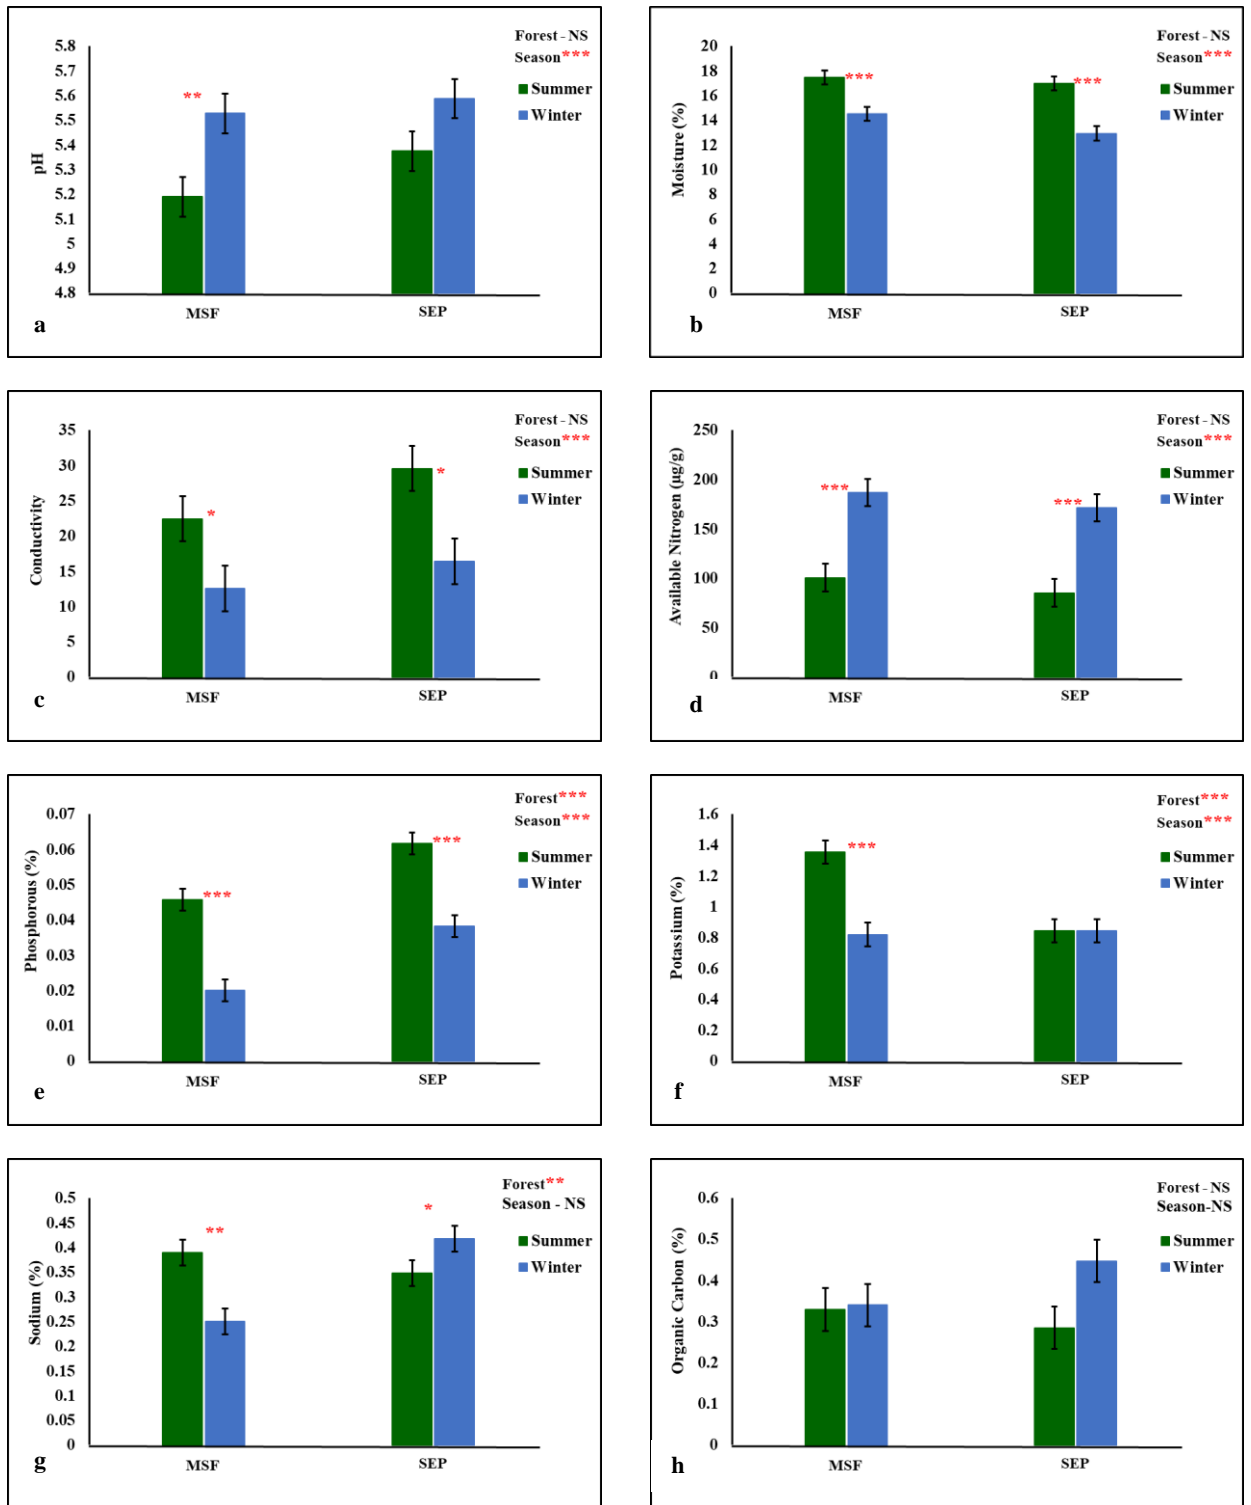 Forest - NS
Season***
5.8
5.7
5.6
5.5
5.4
5.3
5.2
5.1
5
4.9
4.8
pH
**
Summer
Winter
MSF
SEP
a
Forest - NS
Season***
20
18
16
14
12
10
8
6
4
2
0
Moisture (%)
***
***
Summer
Winter
MSF
SEP
b
Forest - NS
Season***
35
30
25
20
15
10
5
0
Conductivity
*
*
Summer
Winter
MSF
SEP
c
Forest - NS
Season***
250
200
150
100
50
0
Available Nitrogen (µg/g)
***
***
Summer
Winter
MSF
SEP
d
Forest***
Season***
0.07
0.06
0.05
0.04
0.03
0.02
0.01
0
Phosphorous (%)
***
***
Summer
Winter
MSF
SEP
e
Forest***
Season***
1.6
1.4
1.2
1
0.8
0.6
0.4
0.2
0
Potassium (%)
***
Summer
Winter
MSF
SEP
f
Forest**
Season - NS
0.5
0.45
0.4
0.35
0.3
0.25
0.2
0.15
0.1
0.05
0
Sodium (%)
**
*
Summer
Winter
MSF
SEP
g
Forest - NS
Season-NS
0.6
0.5
0.4
0.3
0.2
0.1
0
Organic Carbon (%)
Summer
Winter
MSF
SEP
h